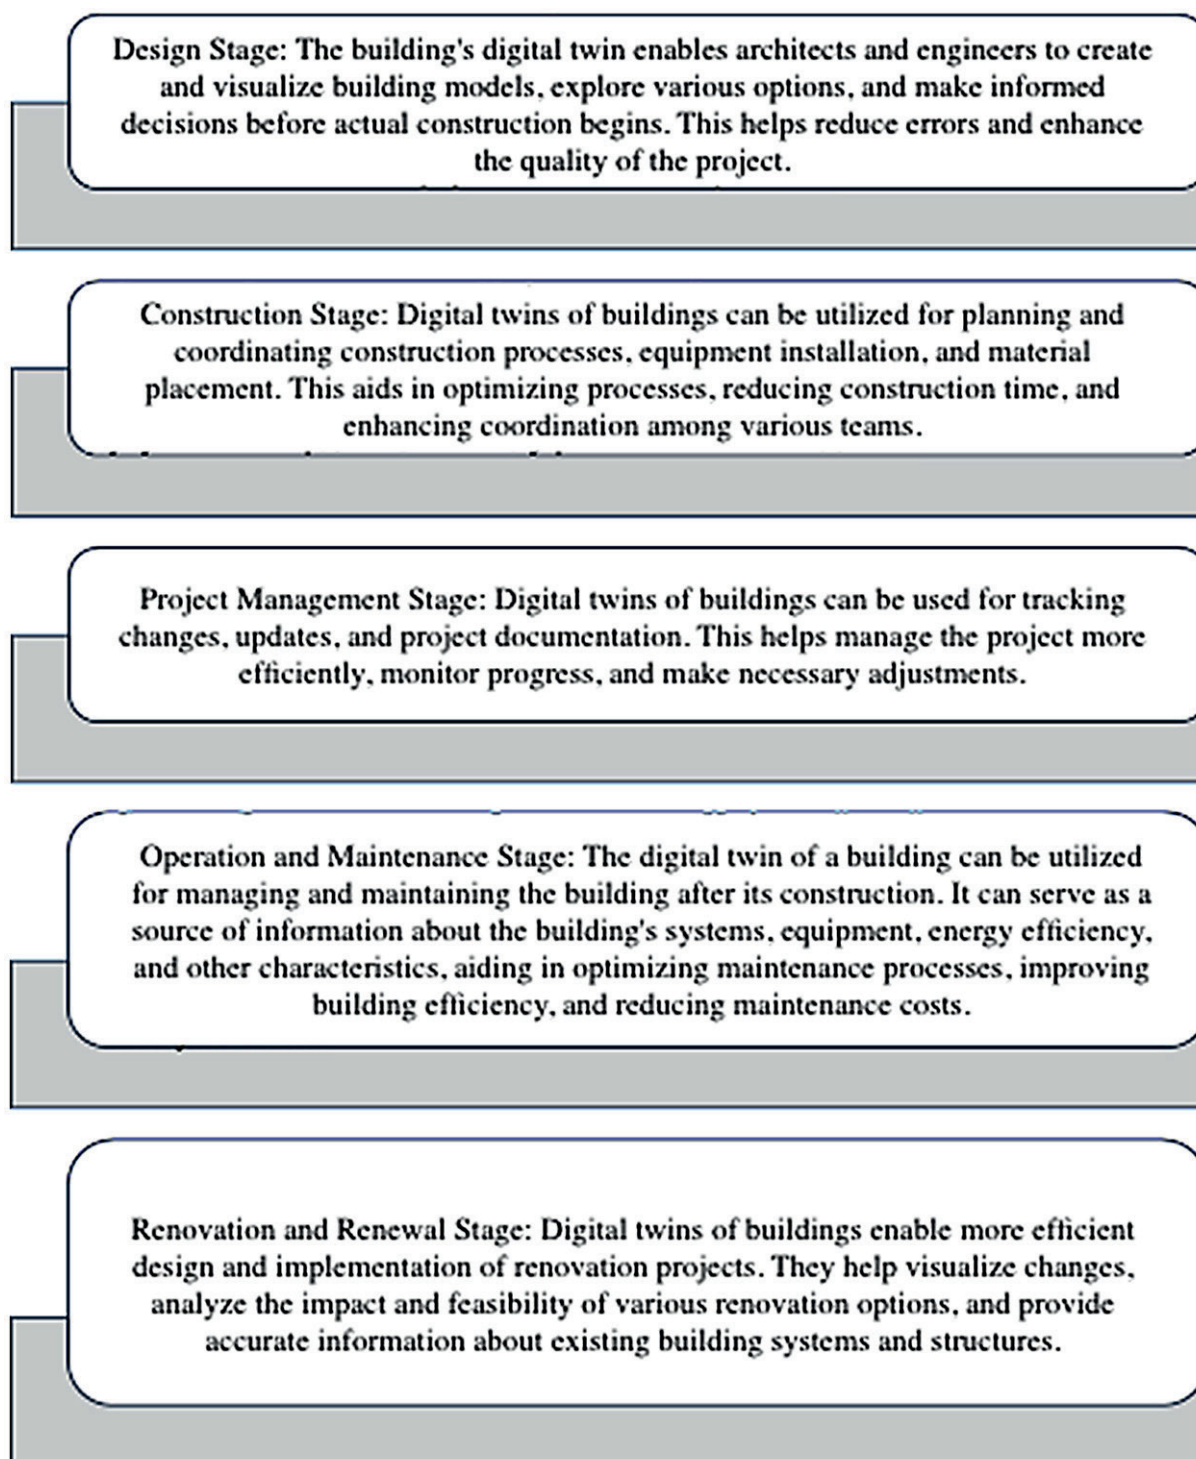 Design Stage: The building's digital twin enables architects and engineers to create
and visualize building models, explore various options, and make informed
decisions before actual construction begins. This helps reduce errors and enhance
the quality of the project.
Construction Stage: Digital twins of buildings can be utilized for planning and
coordinating construction processes, equipment installation, and material
placement. This aids in optimizing processes, reducing construction time, and
enhancing coordination among various teams.
Project Management Stage: Digital twins of buildings can be used for tracking
changes, updates, and project documentation. This helps manage the project more
efficiently, monitor progress, and make necessary adjustments.
Operation and Maintenance Stage: The digital twin of a building can be utilized
for managing and maintaining the building after its construction. It can serve as a
source of information about the building's systems, equipment, energy efficiency,
and other characteristics, aiding in optimizing maintenance processes, improving
building efficiency, and reducing maintenance costs.
Renovation and Renewal Stage: Digital twins of buildings enable more efficient
design and implementation of renovation projects. They help visualize changes,
analyze the impact and feasibility of various renovation options, and provide
accurate information about existing building systems and structures.